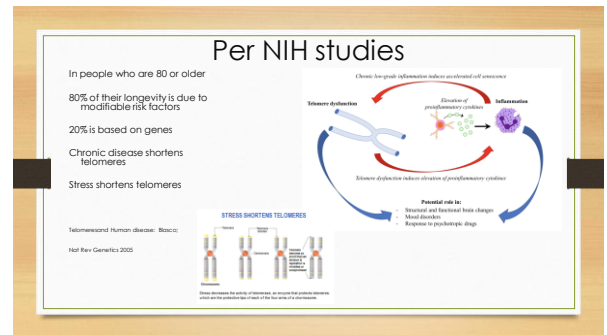 Per NIH studies
In people who are 80 or older
80% of their longevity is due to
modifiable risk factors
20% is based on genes
Chronic disease shortens
telomeres
Stress shortens telomeres
Telomeresand Human disease: Blasco;
Nat Rev Genetics 2005
Chronic low-grade inflammation induces accelerated cell senescence
Telomere dysfunction
Elevation of
proinflammatory cytokines
Inflammation
Telomere dysfunction induces elevation of proinflammatory cytokines
Potential role in:
- Structural and functional brain changes
- Mood disorders
- Response to psychotropic drugs
STRESS SHORTENS TELOMERES
Stress decreases the activity of telomerase, an enzyme that protects telomeres,
which are the protective tips of each of the four arms of a chromosome.